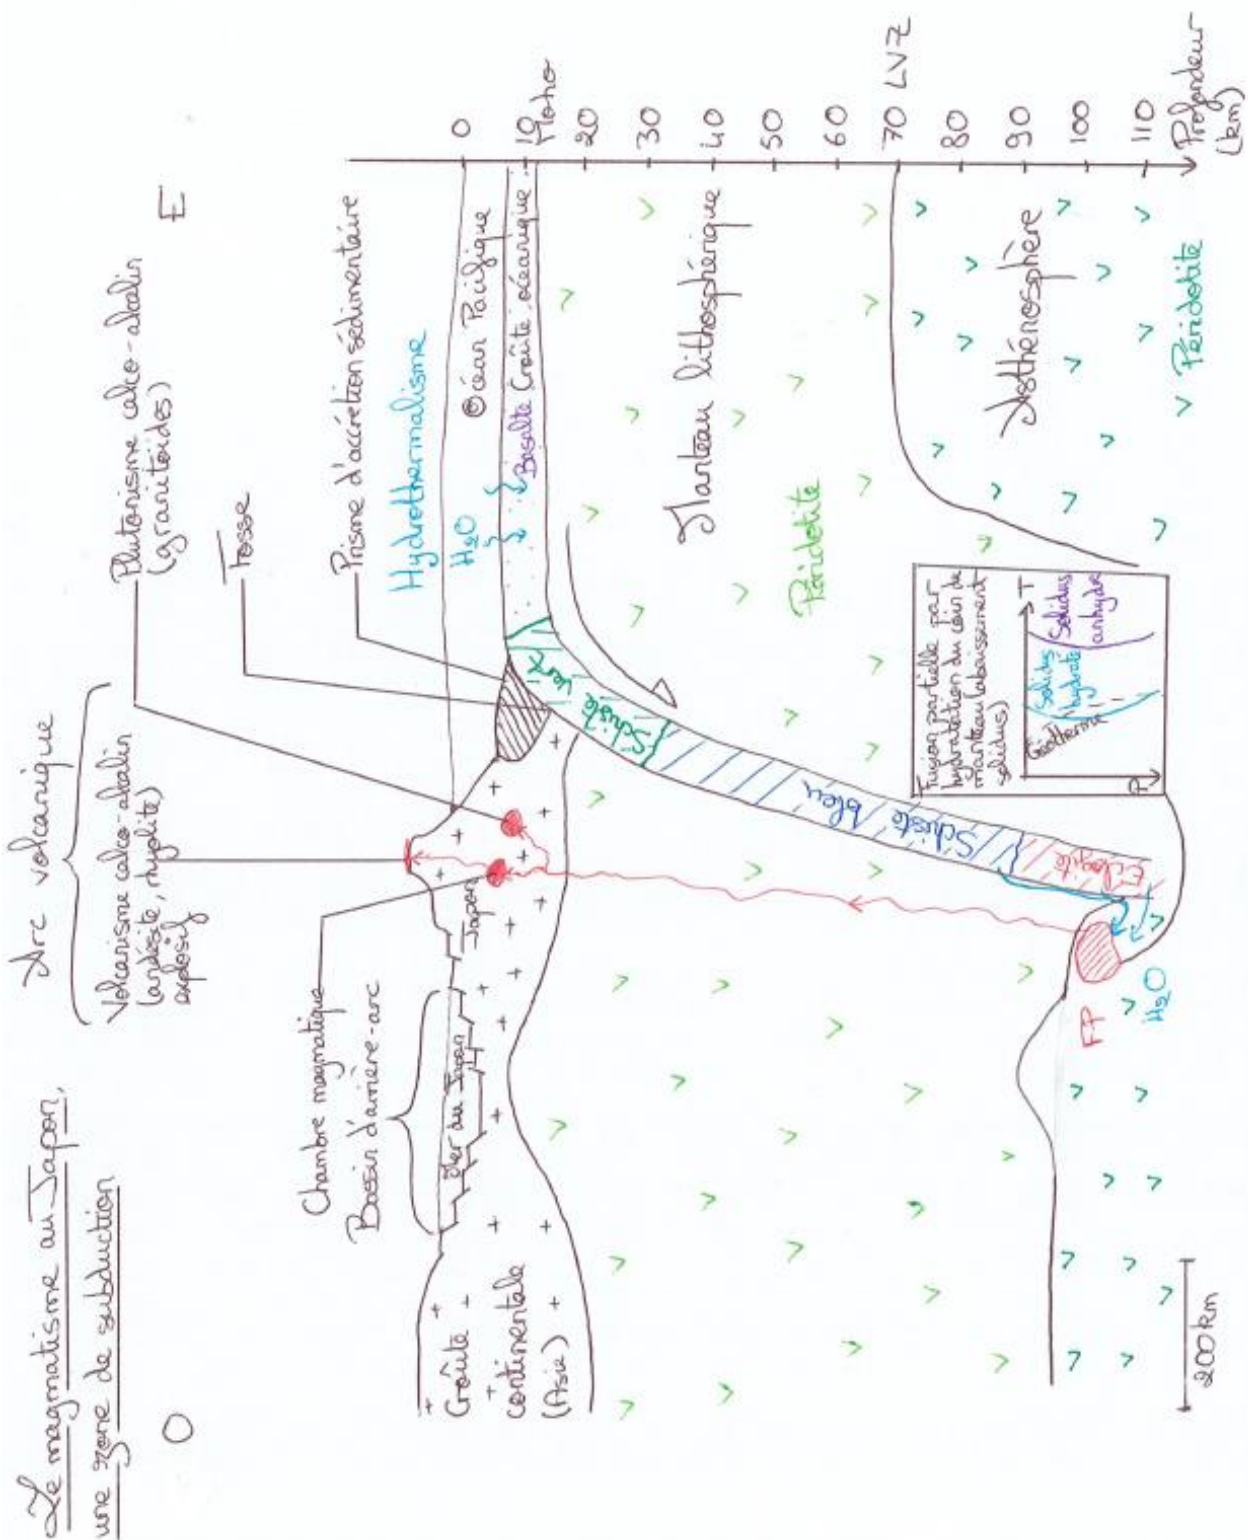 Le magmatisme au Japon,
une zone de subduction
O
E
Arc volcanique
Volcanisme calco-alcalin
(andésite, rhyolite)
explosif
Plutonisme calco-alcalin
(granitoïdes)
Fosse
Prisme d'accrétion sédimentaire
Hydrothermalisme
H₂O
Océan Pacifique
Basalte Croûte océanique
Chambre magmatique
Bassin d'arrière-arc
Mer du Japon
Japon
Croûte
continentale
(Asie)
Schiste vert
Schiste bleu
Eclogite
Manteau lithosphérique
Péridotite
Asthénosphère
Péridotite
FP
H₂O
Fusion partielle par
hydratation du coin de
manteau (abaissement
solidus)
T
P
Géotherme
Solidus
hydraté
Solidus
anhydre
0
10
Moho
20
30
40
50
60
70 LVZ
80
90
100
110
Profondeur
(km)
200km